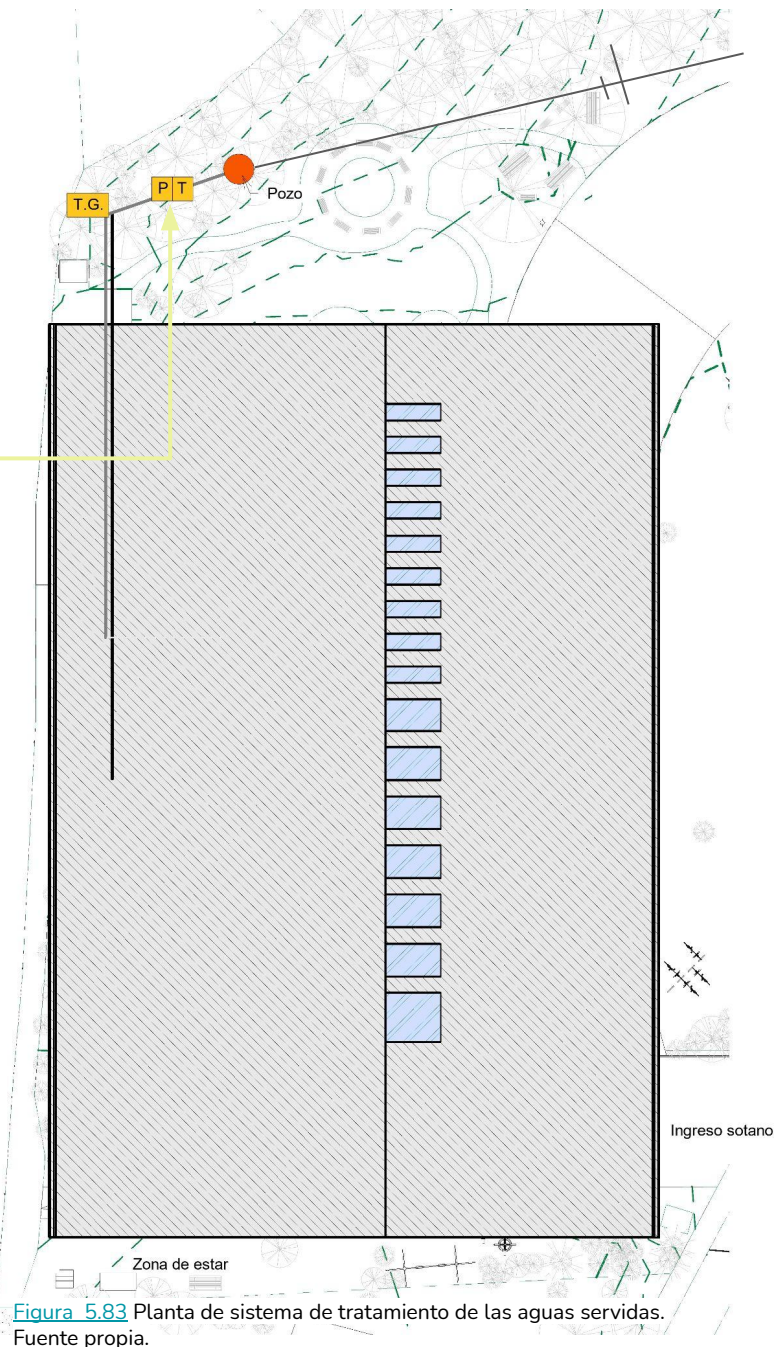 P T
Pozo
T.G.
Ingreso sotano
Zona de estar
Figura 5.83 Planta de sistema de tratamiento de las aguas servidas.
Fuente propia.